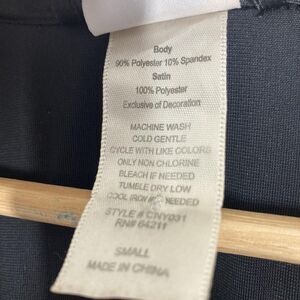 Body
90% Polyester 10% Spandex
Satin
100% Polyester
Exclusive of Decoration
MACHINE WASH
COLD GENTLE
CYCLE WITH LIKE COLORS
ONLY NON CHLORINE
BLEACH IF NEEDED
TUMBLE DRY LOW
COOL IRON IF NEEDED
STYLE # CNY031
RN# 64211
SMALL
MADE IN CHINA